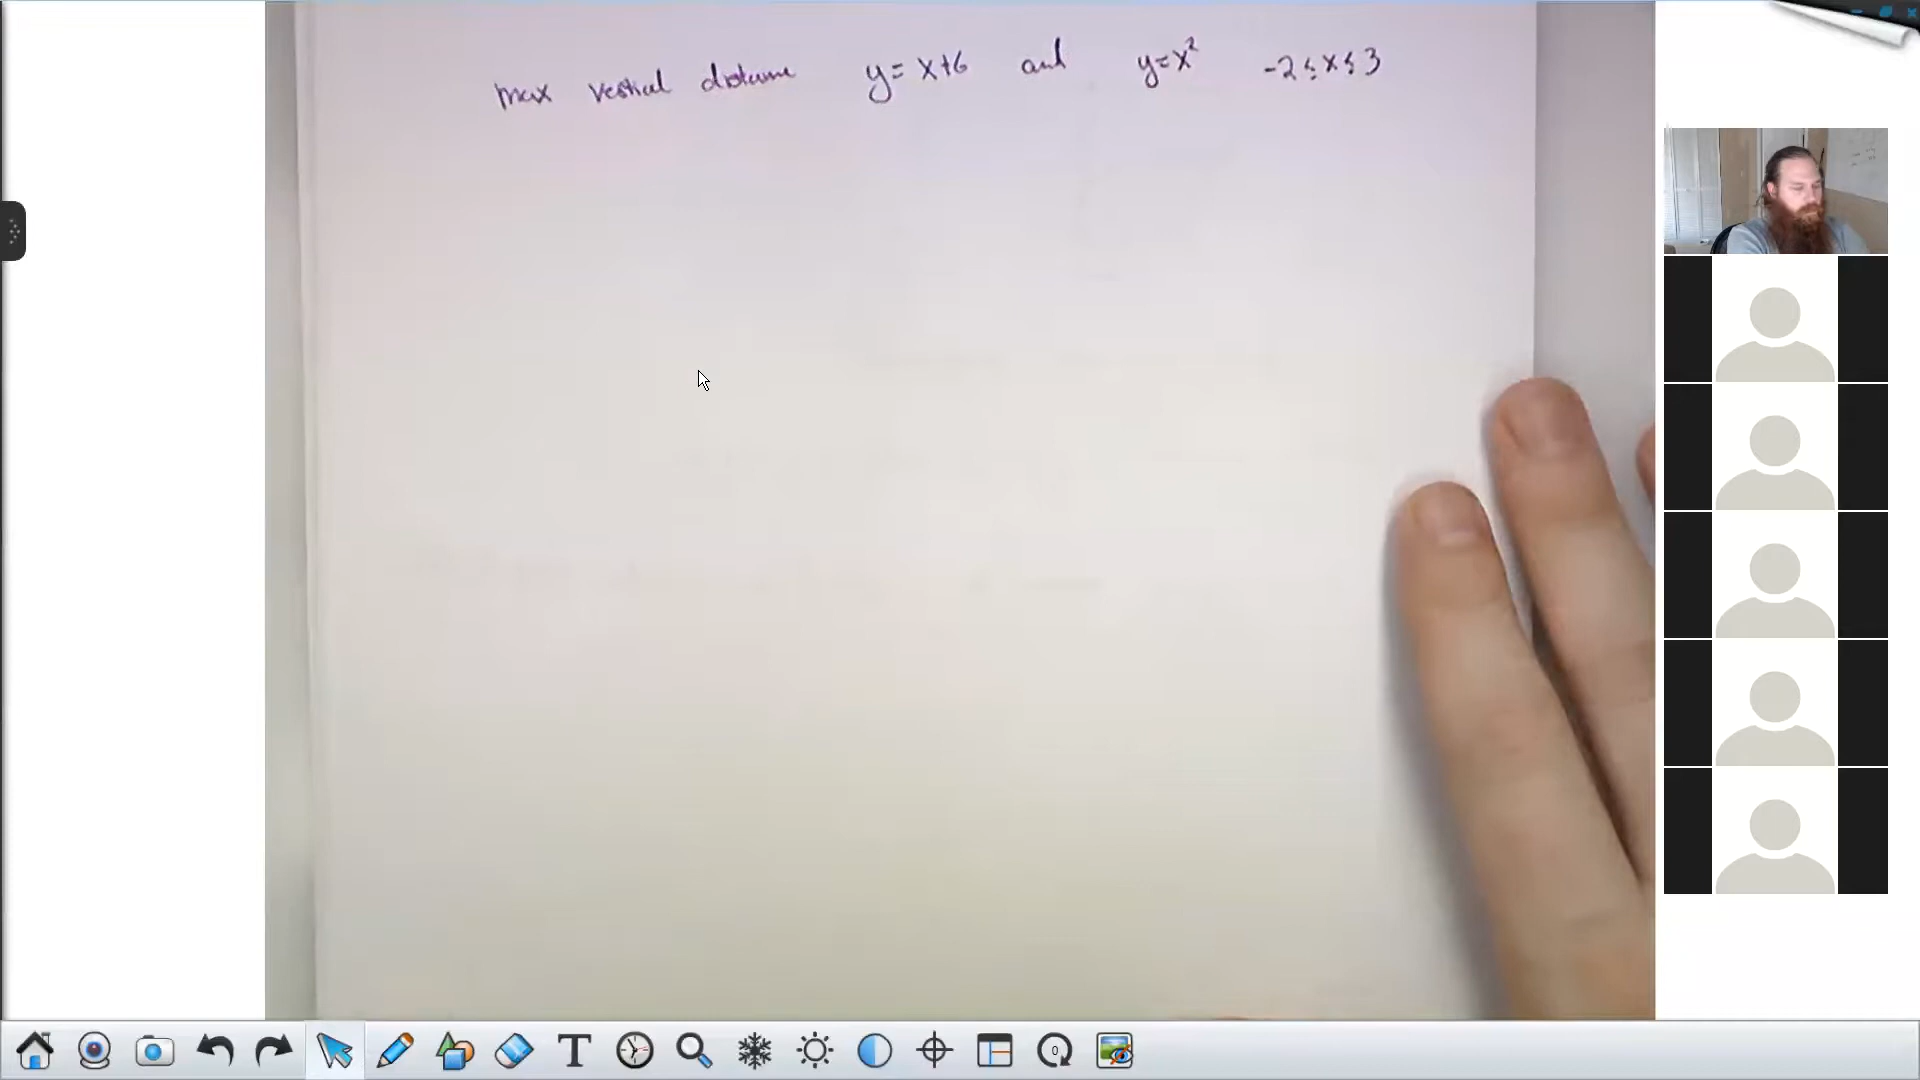 max vertical distance y = x+6 and y=x² -2≤x≤3